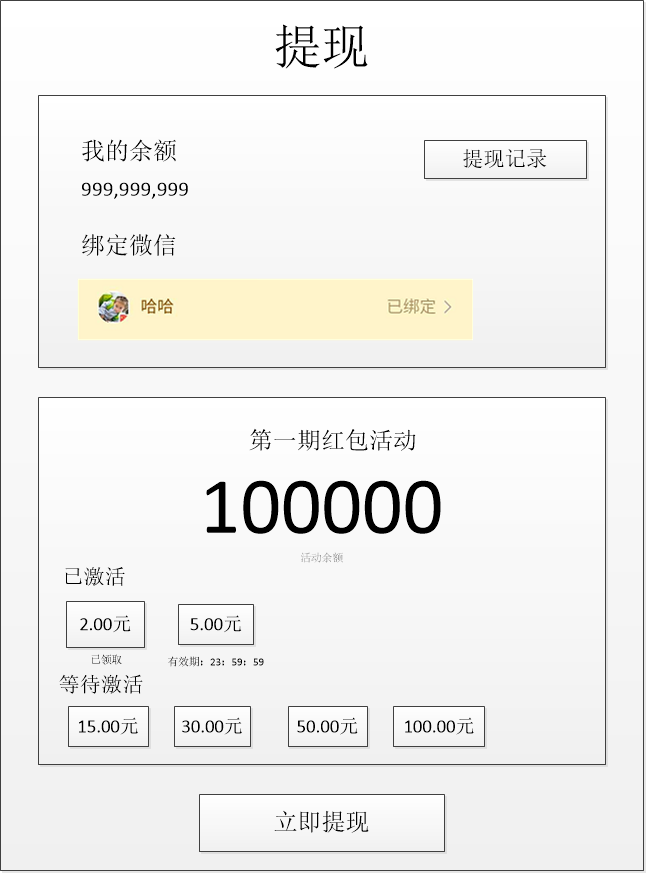 提现
我的余额
提现记录
999,999,999
绑定微信
哈哈 已绑定
第一期红包活动
100000
活动余额
已激活
2.00元 5.00元
已领取 有效期：23：59：59
等待激活
15.00元 30.00元 50.00元 100.00元
立即提现